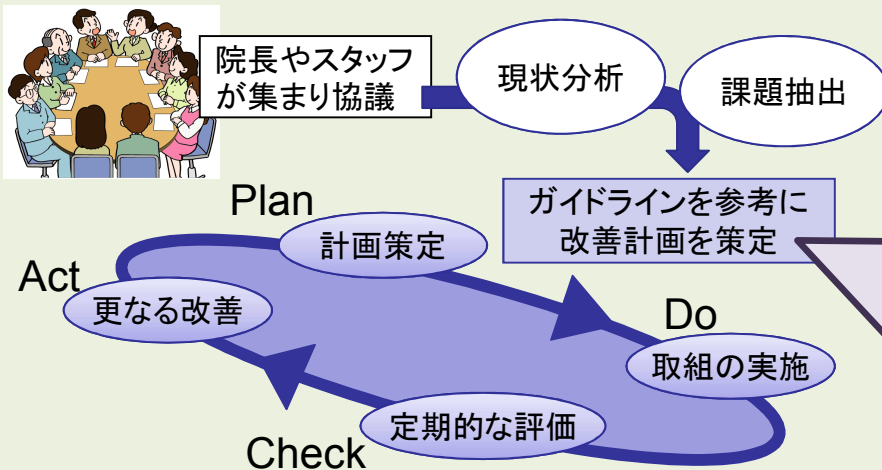 院長やスタッフ
が集まり協議
現状分析
課題抽出
ガイドラインを参考に
改善計画を策定
Plan
計画策定
Act
更なる改善
Do
取組の実施
定期的な評価
Check